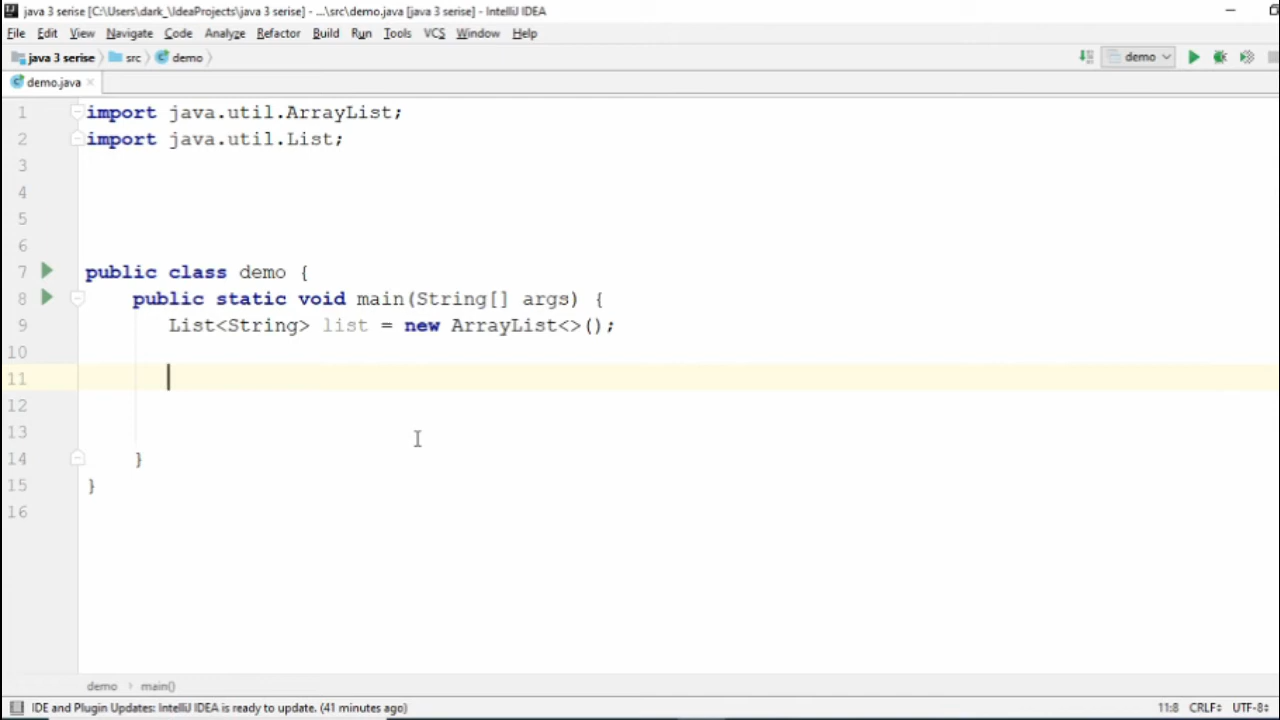 java 3 serise [C:\Users\dark_\IdeaProjects\java 3 serise] - ...\src\demo.java [java 3 serise] - IntelliJ IDEA
File Edit View Navigate Code Analyze Refactor Build Run Tools VCS Window Help
java 3 serise src demo demo
demo.java
1 import java.util.ArrayList;
2 import java.util.List;
3
4
5
6
7 public class demo {
8 public static void main(String[] args) {
9 List<String> list = new ArrayList<>();
10
11
12
13
14 }
15 }
16
demo main()
IDE and Plugin Updates: IntelliJ IDEA is ready to update. (41 minutes ago) 11:8 CRLF UTF-8